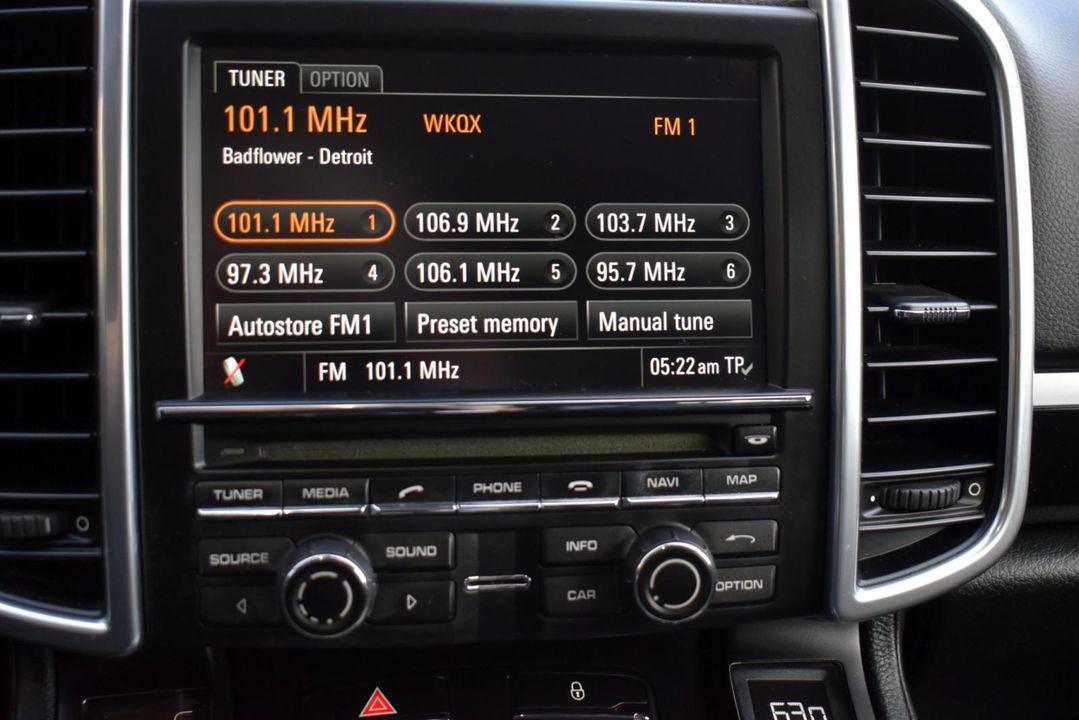 TUNER OPTION
101.1 MHz WKQX FM 1
Badflower - Detroit
101.1 MHz 1 106.9 MHz 2 103.7 MHz 3
97.3 MHz 4 106.1 MHz 5 95.7 MHz 6
Autostore FM1 Preset memory Manual tune
FM 101.1 MHz 05:22 am TP
TUNER MEDIA PHONE NAVI MAP
SOURCE SOUND INFO
CAR OPTION